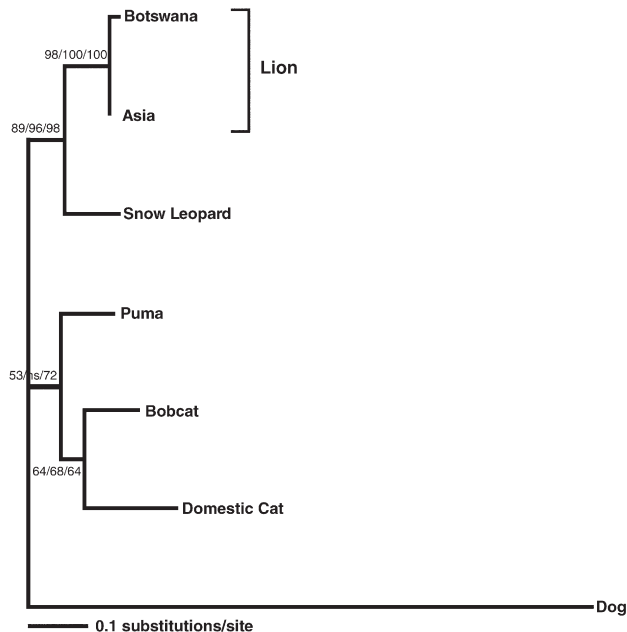 Botswana
98/100/100
Lion
Asia
89/96/98
Snow Leopard
Puma
53/ns/72
Bobcat
64/68/64
Domestic Cat
Dog
0.1 substitutions/site